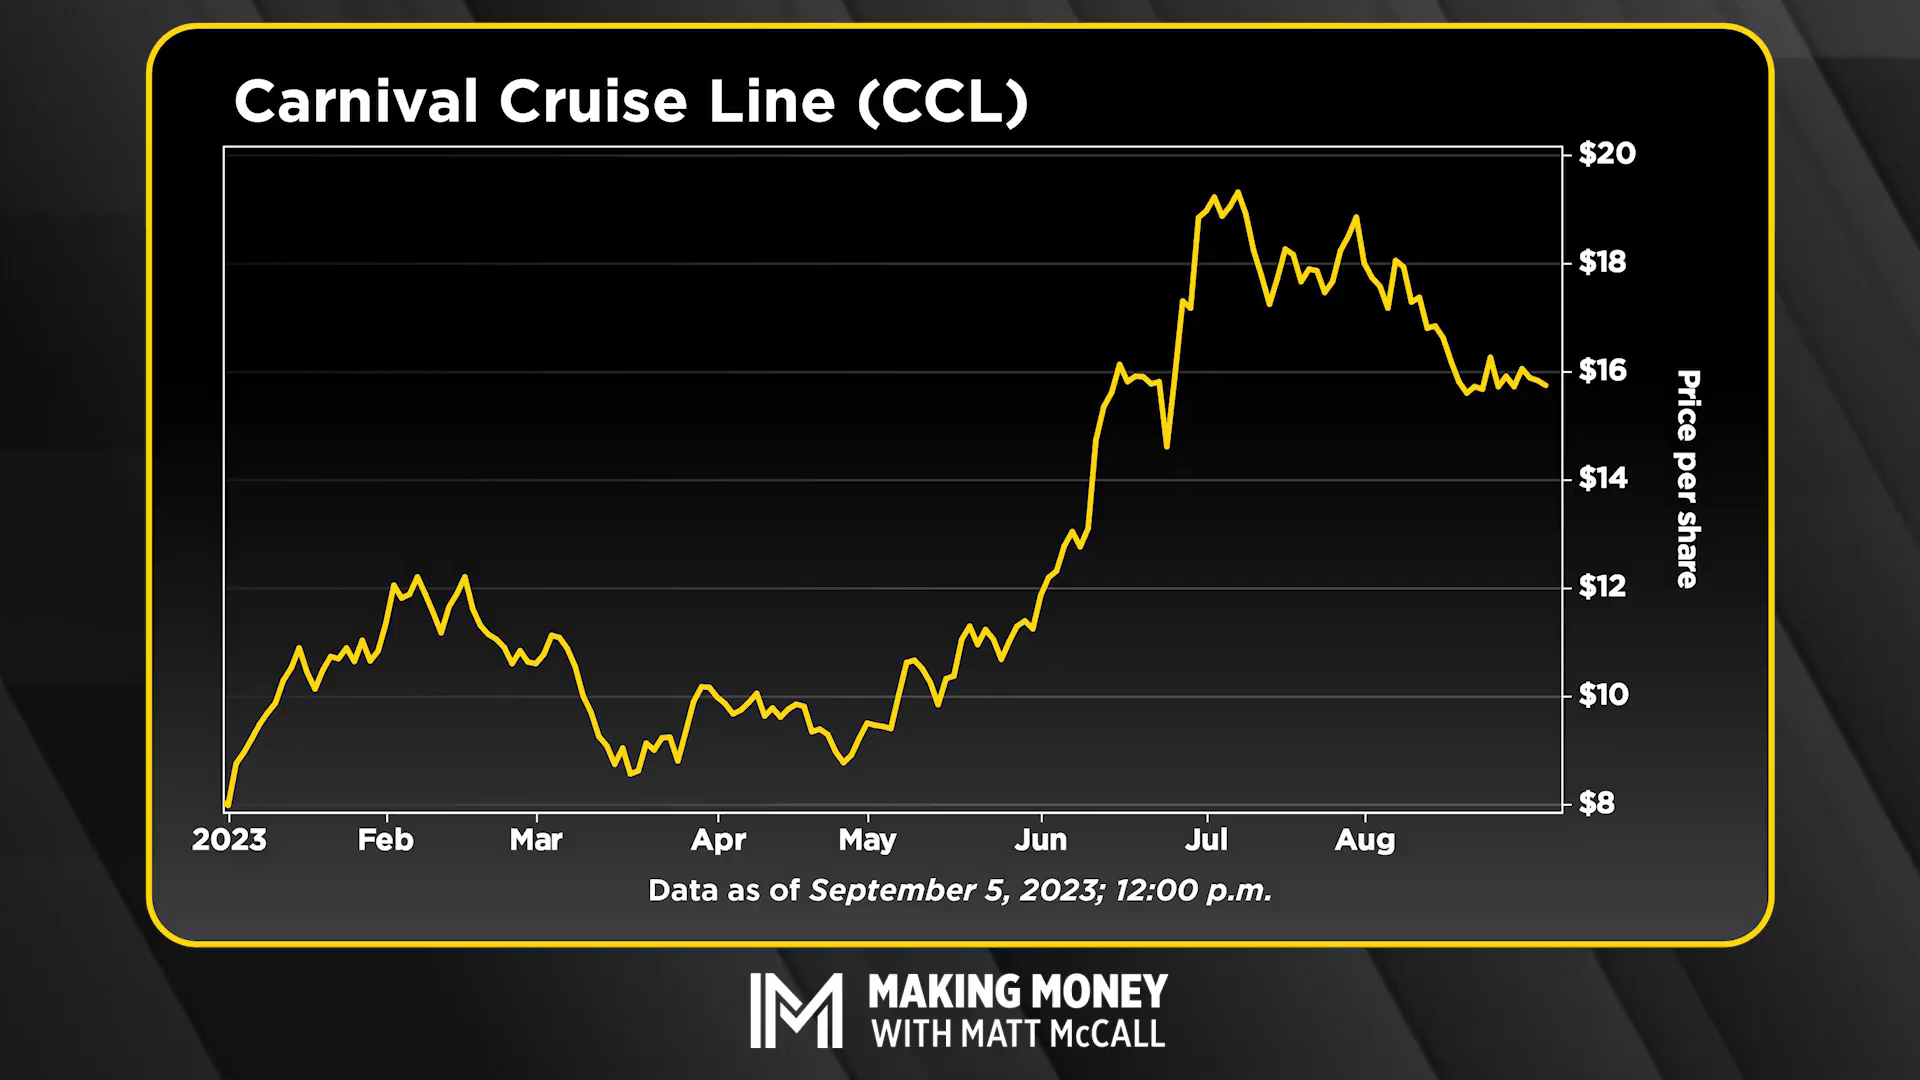 Carnival Cruise Line (CCL)
$20
$18
$16
$14
$12
$10
$8
Price per share
2023 Feb Mar Apr May Jun Jul Aug
Data as of September 5, 2023; 12:00 p.m.
MAKING MONEY
WITH MATT McCALL